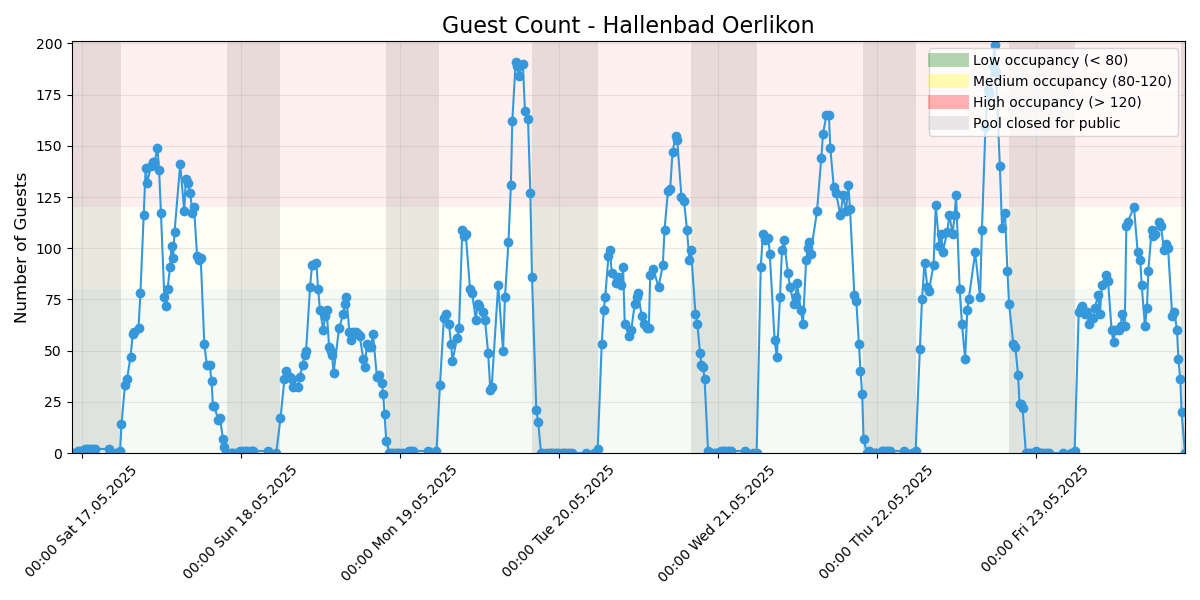 Guest Count - Hallenbad Oerlikon
Low occupancy (< 80)
Medium occupancy (80-120)
High occupancy (> 120)
Pool closed for public
Number of Guests
200
175
150
125
100
75
50
25
0
00:00 Sat 17.05.2025
00:00 Sun 18.05.2025
00:00 Mon 19.05.2025
00:00 Tue 20.05.2025
00:00 Wed 21.05.2025
00:00 Thu 22.05.2025
00:00 Fri 23.05.2025